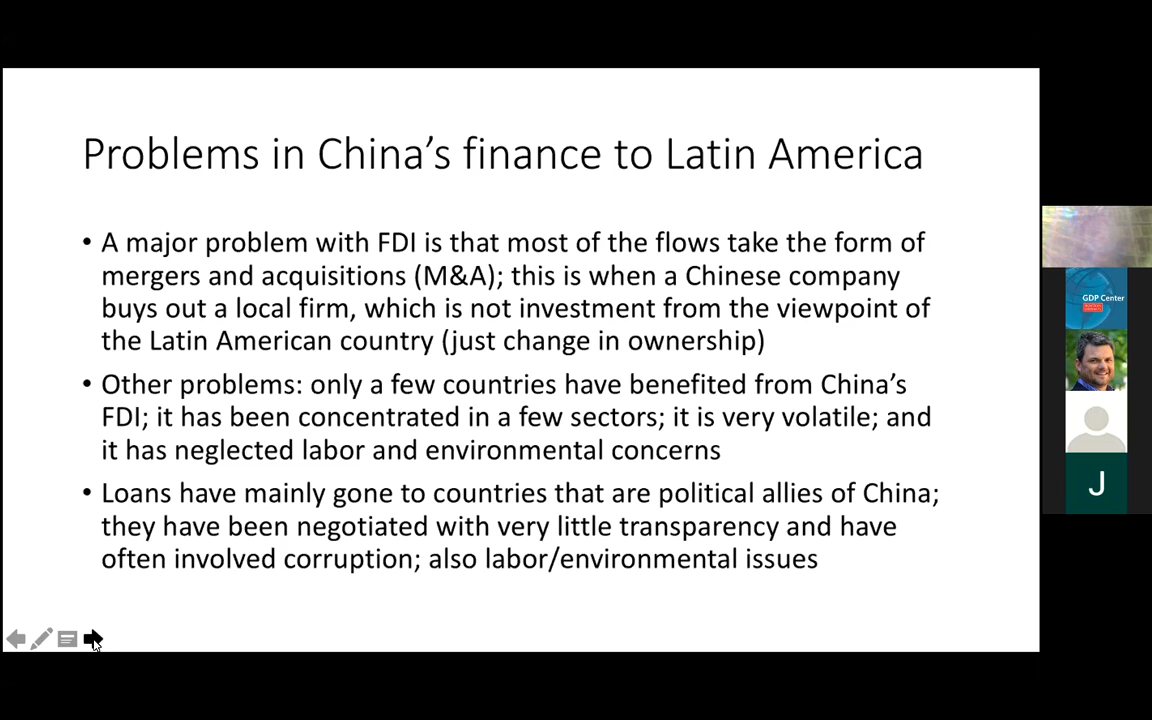 Problems in China's finance to Latin America
• A major problem with FDI is that most of the flows take the form of
mergers and acquisitions (M&A); this is when a Chinese company
buys out a local firm, which is not investment from the viewpoint of
the Latin American country (just change in ownership)
• Other problems: only a few countries have benefited from China's
FDI; it has been concentrated in a few sectors; it is very volatile; and
it has neglected labor and environmental concerns
• Loans have mainly gone to countries that are political allies of China;
they have been negotiated with very little transparency and have
often involved corruption; also labor/environmental issues
GDP Center
J